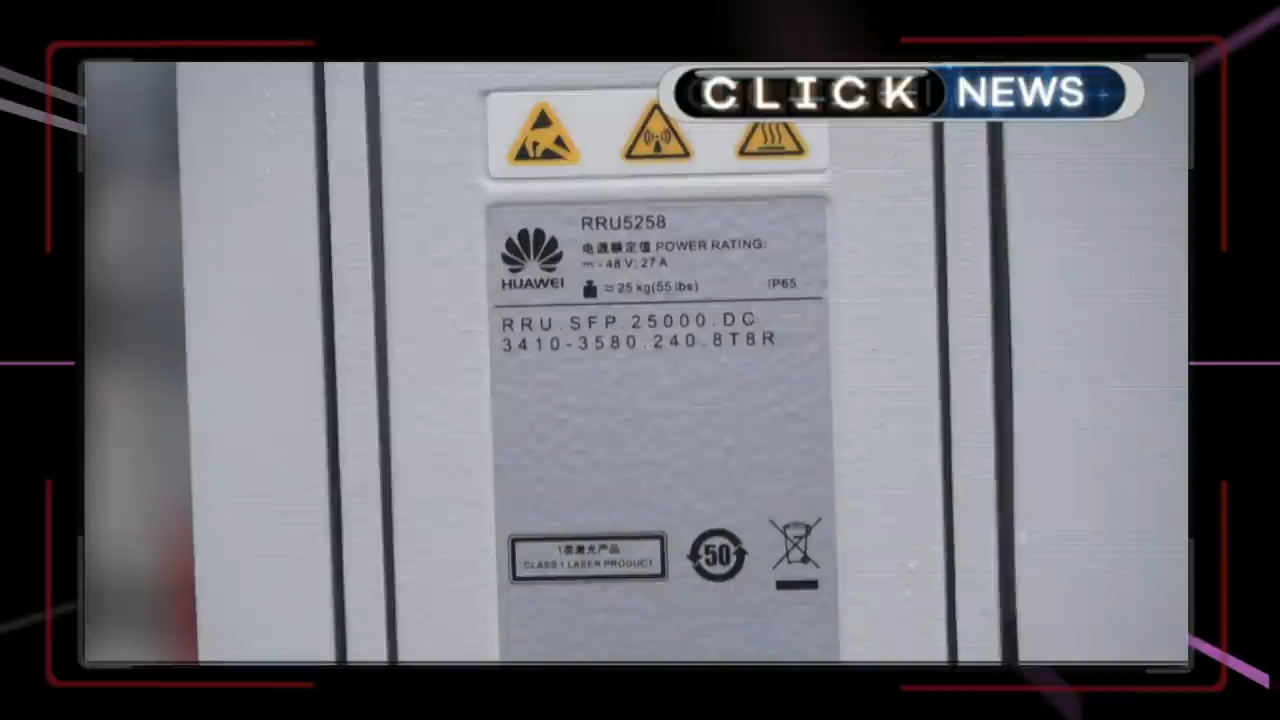 CLICK NEWS
RRU5258
电源额定值 POWER RATING:
⎓ - 48 V; 27 A
HUAWEI
≈ 25 kg(55 lbs)
IP65
RRU.SFP.25000.DC
3410-3580.240.8T8R
1类激光产品
CLASS 1 LASER PRODUCT
50